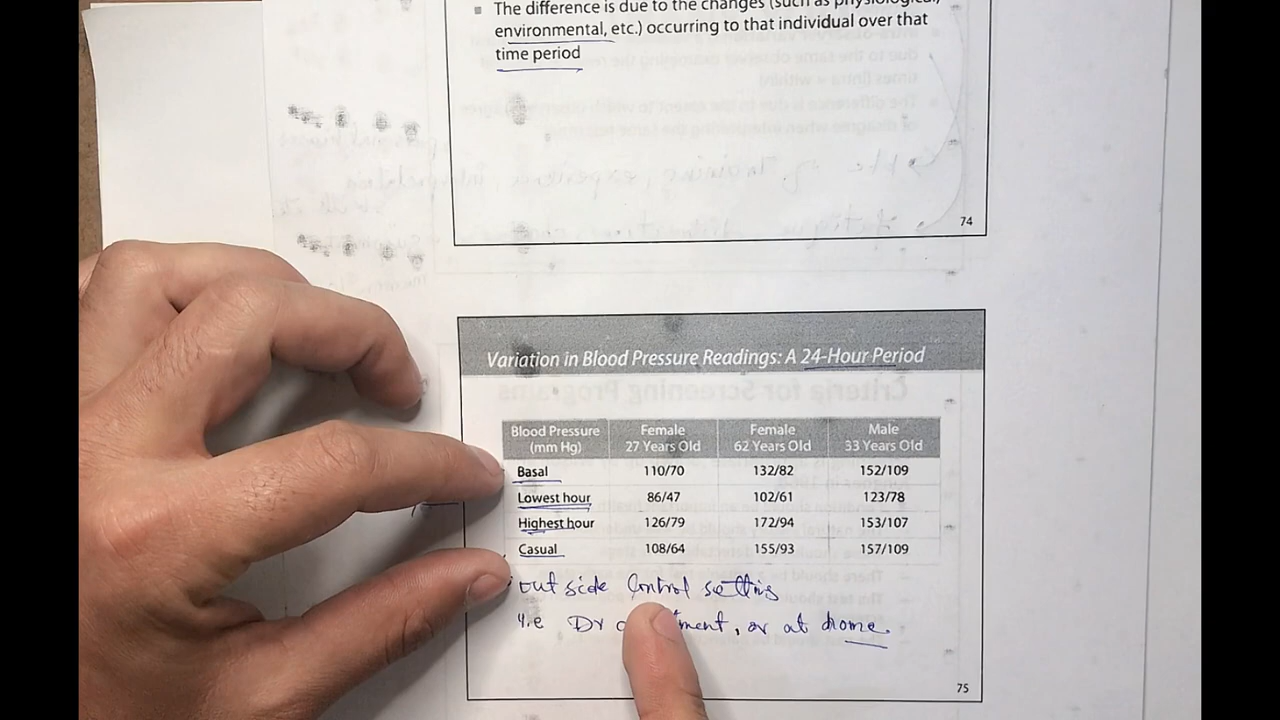 The difference is due to the changes (such as physiological,
environmental, etc.) occurring to that individual over that
time period
74
Variation in Blood Pressure Readings: A 24-Hour Period
Blood Pressure (mm Hg) Female 27 Years Old Female 62 Years Old Male 33 Years Old
Basal 110/70 132/82 152/109
Lowest hour 86/47 102/61 123/78
Highest hour 126/79 172/94 153/107
Casual 108/64 155/93 157/109
out side Control setting
i.e Dr, or at home
75